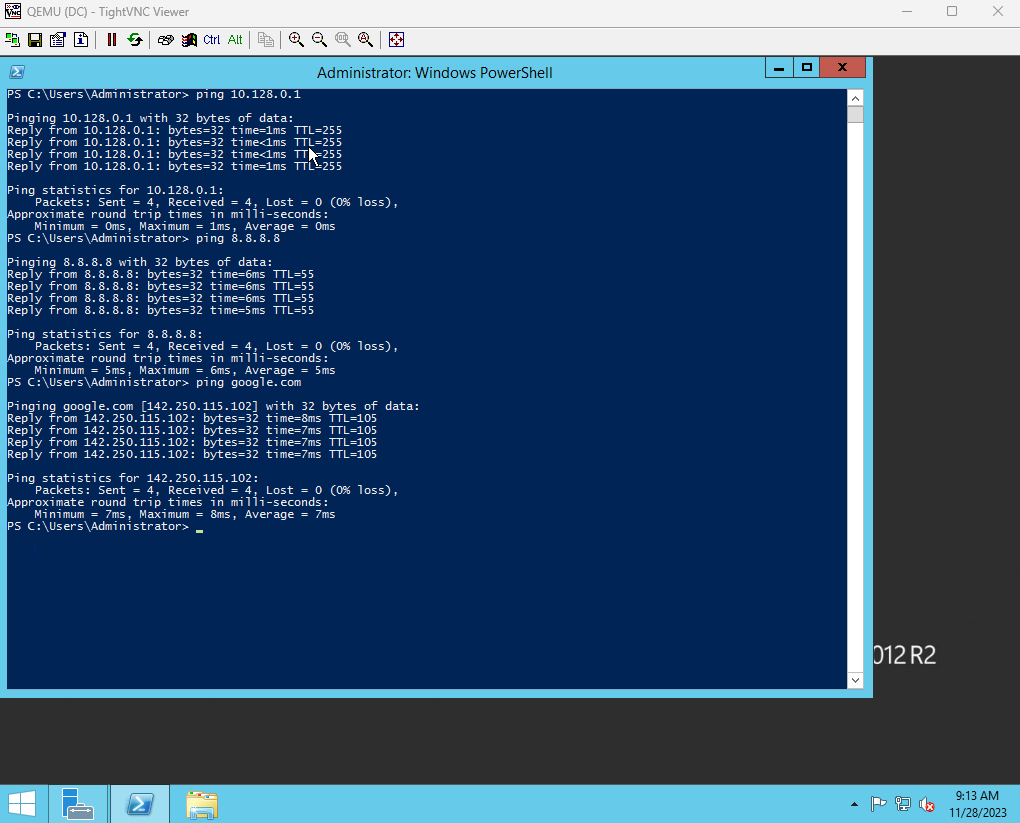 QEMU (DC) - TightVNC Viewer
Ctrl Alt
Administrator: Windows PowerShell
PS C:\Users\Administrator> ping 10.128.0.1
Pinging 10.128.0.1 with 32 bytes of data:
Reply from 10.128.0.1: bytes=32 time=1ms TTL=255
Reply from 10.128.0.1: bytes=32 time<1ms TTL=255
Reply from 10.128.0.1: bytes=32 time<1ms TTL=255
Reply from 10.128.0.1: bytes=32 time=1ms TTL=255
Ping statistics for 10.128.0.1:
    Packets: Sent = 4, Received = 4, Lost = 0 (0% loss),
Approximate round trip times in milli-seconds:
    Minimum = 0ms, Maximum = 1ms, Average = 0ms
PS C:\Users\Administrator> ping 8.8.8.8
Pinging 8.8.8.8 with 32 bytes of data:
Reply from 8.8.8.8: bytes=32 time=6ms TTL=55
Reply from 8.8.8.8: bytes=32 time=6ms TTL=55
Reply from 8.8.8.8: bytes=32 time=6ms TTL=55
Reply from 8.8.8.8: bytes=32 time=5ms TTL=55
Ping statistics for 8.8.8.8:
    Packets: Sent = 4, Received = 4, Lost = 0 (0% loss),
Approximate round trip times in milli-seconds:
    Minimum = 5ms, Maximum = 6ms, Average = 5ms
PS C:\Users\Administrator> ping google.com
Pinging google.com [142.250.115.102] with 32 bytes of data:
Reply from 142.250.115.102: bytes=32 time=8ms TTL=105
Reply from 142.250.115.102: bytes=32 time=7ms TTL=105
Reply from 142.250.115.102: bytes=32 time=7ms TTL=105
Reply from 142.250.115.102: bytes=32 time=7ms TTL=105
Ping statistics for 142.250.115.102:
    Packets: Sent = 4, Received = 4, Lost = 0 (0% loss),
Approximate round trip times in milli-seconds:
    Minimum = 7ms, Maximum = 8ms, Average = 7ms
PS C:\Users\Administrator> _
012 R2
9:13 AM
11/28/2023